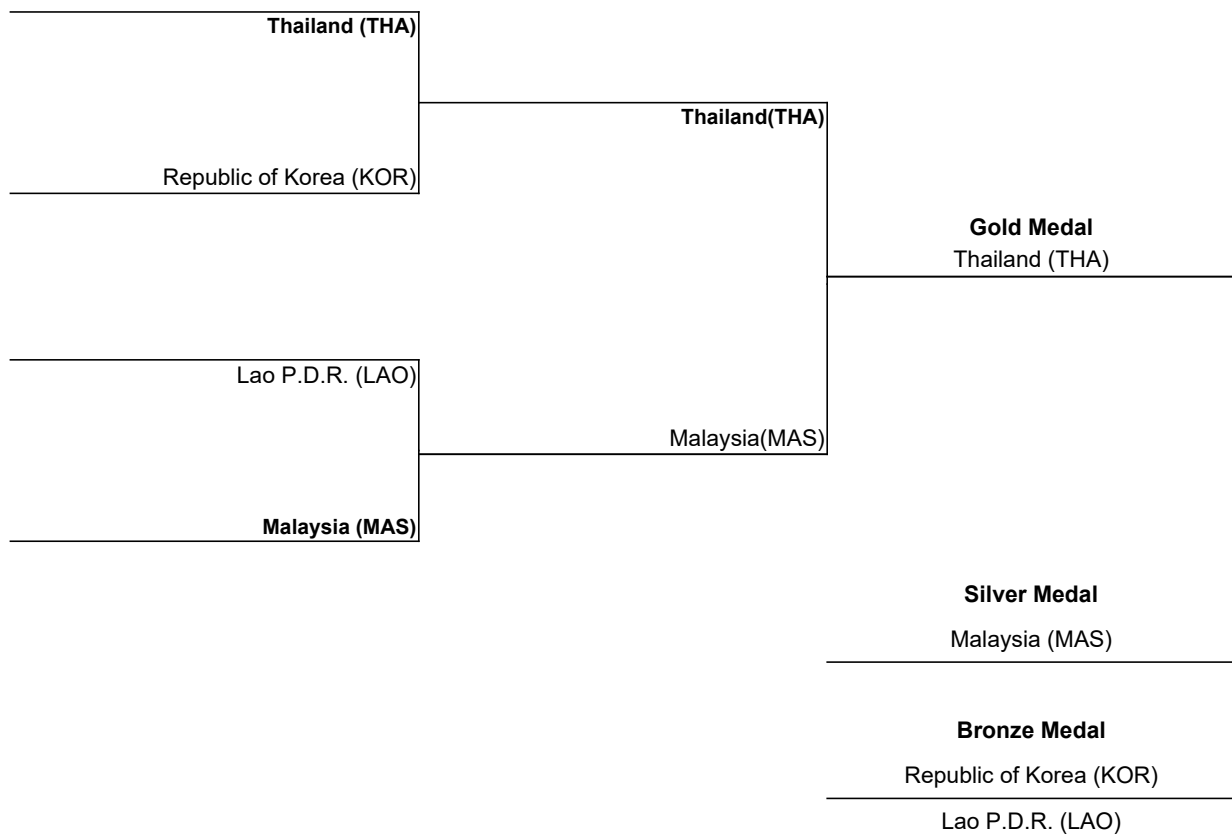 Thailand (THA)
Thailand(THA)
Republic of Korea (KOR)
Gold Medal
Thailand (THA)
Lao P.D.R. (LAO)
Malaysia(MAS)
Malaysia (MAS)
Silver Medal
Malaysia (MAS)
Bronze Medal
Republic of Korea (KOR)
Lao P.D.R. (LAO)